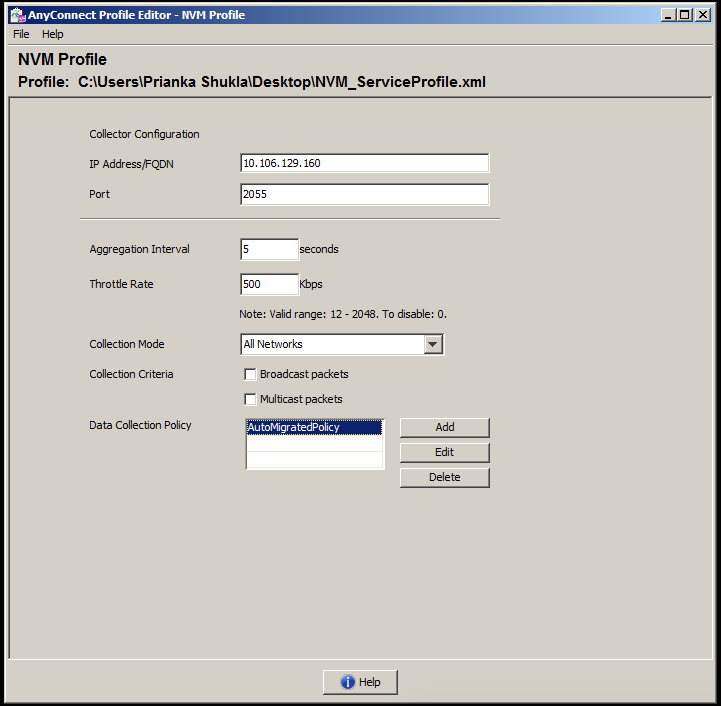 AnyConnect Profile Editor - NVM Profile
File Help
NVM Profile
Profile: C:\Users\Prianka Shukla\Desktop\NVM_ServiceProfile.xml
Collector Configuration
IP Address/FQDN 10.106.129.160
Port 2055
Aggregation Interval 5 seconds
Throttle Rate 500 Kbps
Note: Valid range: 12 - 2048. To disable: 0.
Collection Mode All Networks
Collection Criteria Broadcast packets
Multicast packets
Data Collection Policy AutoMigratedPolicy Add
Edit
Delete
Help